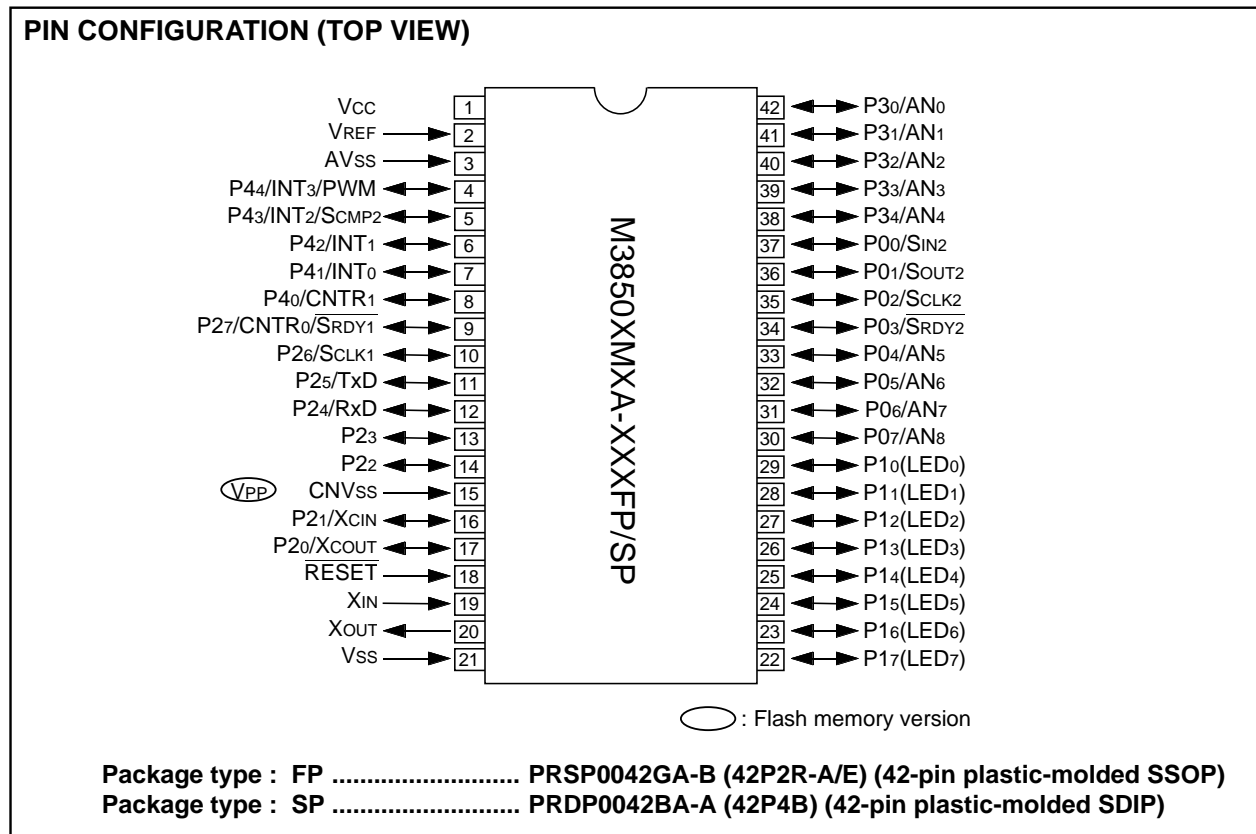 PIN CONFIGURATION (TOP VIEW)
VCC 1
VREF 2
AVSS 3
P44/INT3/PWM 4
P43/INT2/SCMP2 5
P42/INT1 6
P41/INT0 7
P40/CNTR1 8
P27/CNTR0/S̅R̅D̅Y̅1̅ 9
P26/SCLK1 10
P25/TxD 11
P24/RxD 12
P23 13
P22 14
VPP CNVSS 15
P21/XCIN 16
P20/XCOUT 17
R̅E̅S̅E̅T̅ 18
XIN 19
XOUT 20
VSS 21
M3850XMXA-XXXFP/SP
42 P30/AN0
41 P31/AN1
40 P32/AN2
39 P33/AN3
38 P34/AN4
37 P00/SIN2
36 P01/SOUT2
35 P02/SCLK2
34 P03/S̅R̅D̅Y̅2̅
33 P04/AN5
32 P05/AN6
31 P06/AN7
30 P07/AN8
29 P10(LED0)
28 P11(LED1)
27 P12(LED2)
26 P13(LED3)
25 P14(LED4)
24 P15(LED5)
23 P16(LED6)
22 P17(LED7)
: Flash memory version
Package type : FP ........................... PRSP0042GA-B (42P2R-A/E) (42-pin plastic-molded SSOP)
Package type : SP ........................... PRDP0042BA-A (42P4B) (42-pin plastic-molded SDIP)